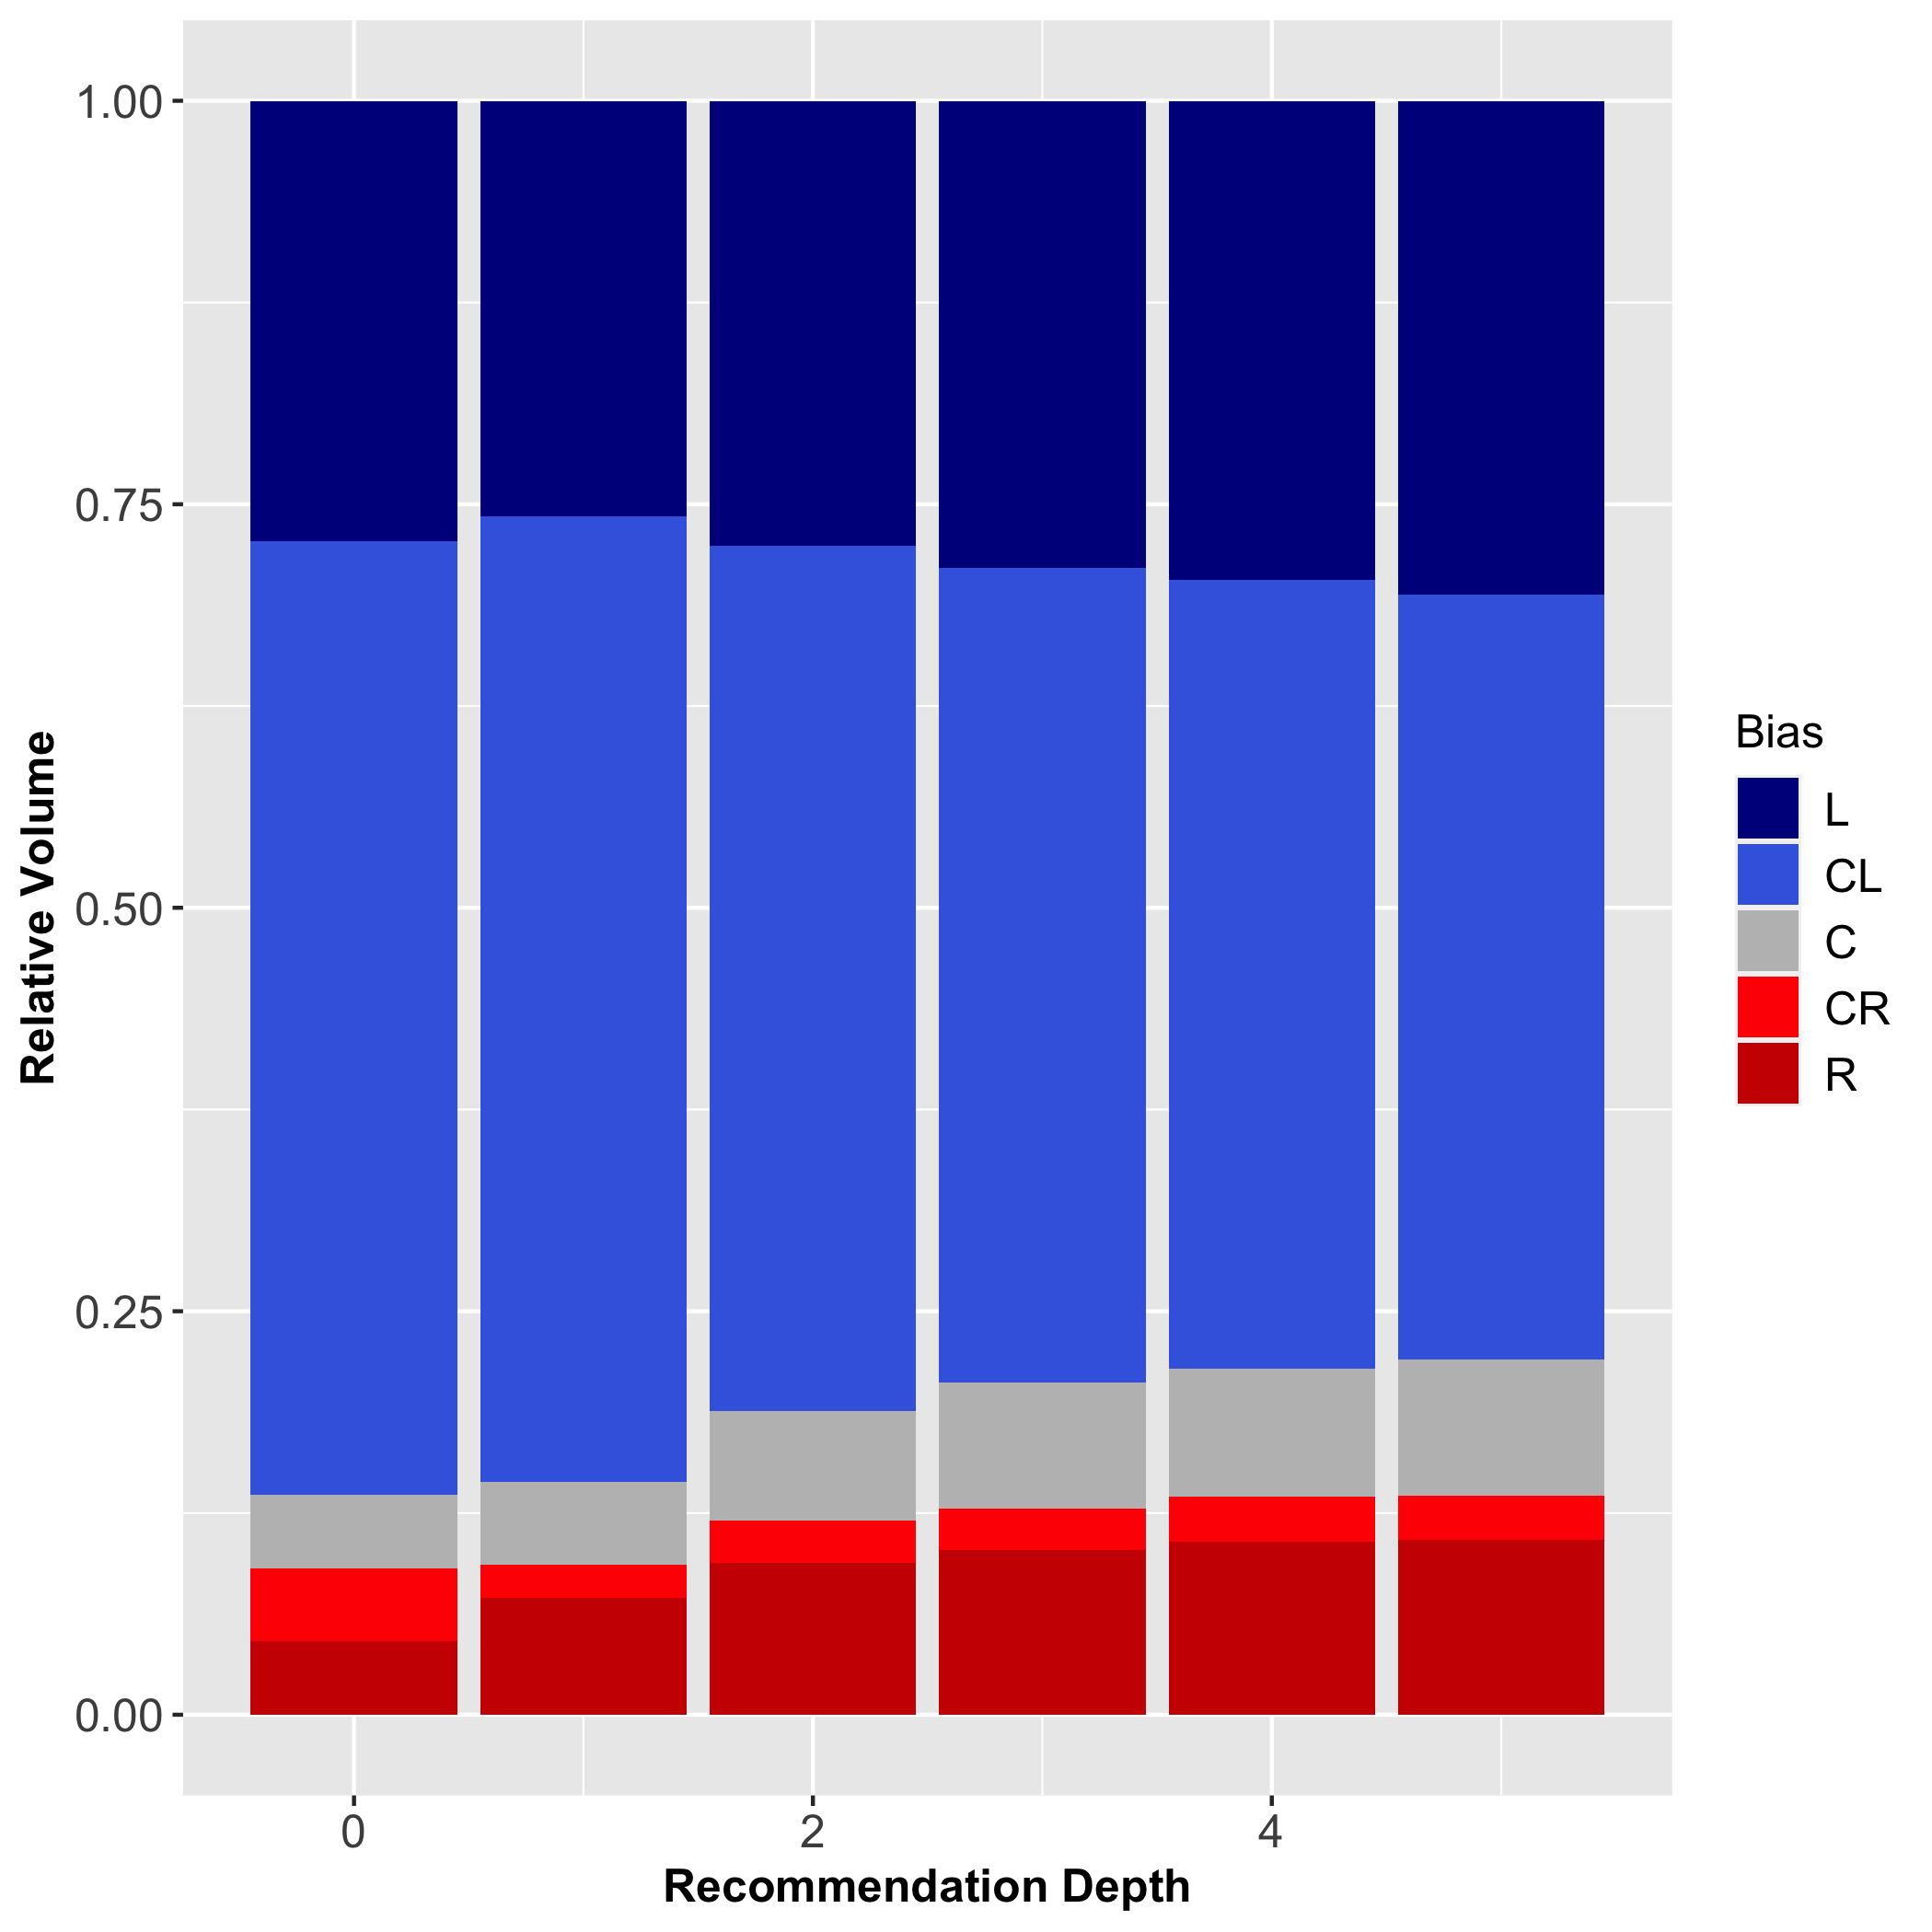 1.00
0.75
0.50
0.25
0.00
Relative Volume
0
2
4
Recommendation Depth
Bias
L
CL
C
CR
R